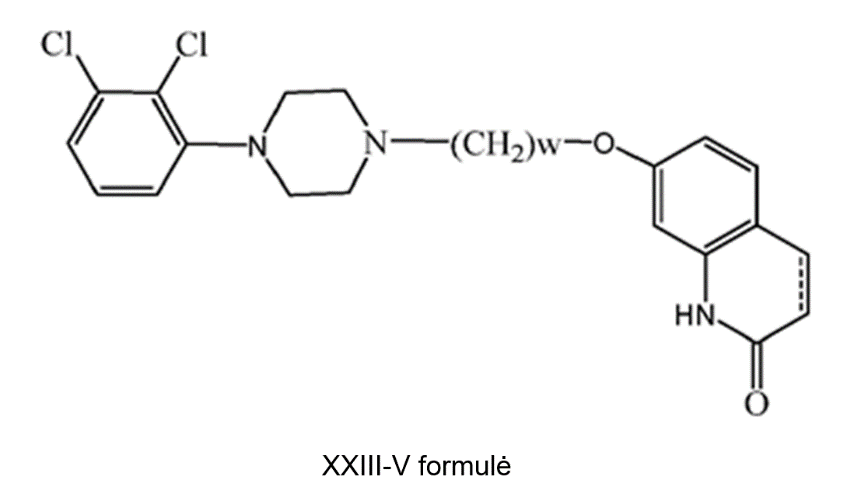 Cl Cl
N N (CH₂)w O
HN
O
XXIII-V formulė